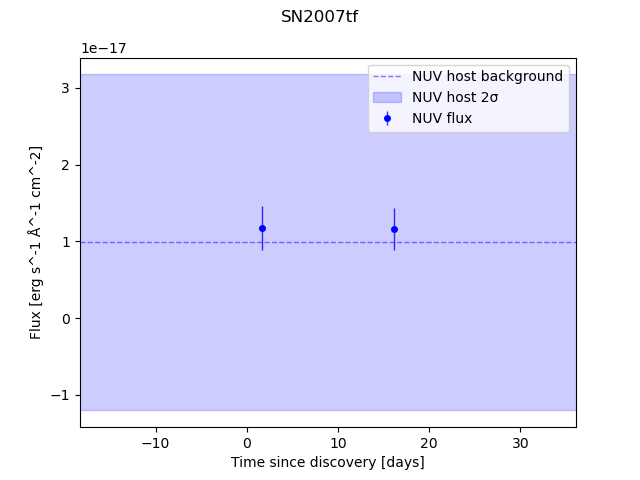 SN2007tf
1e−17
NUV host background
NUV host 2σ
NUV flux
3
2
1
0
−1
Flux [erg s^-1 Å^-1 cm^-2]
−10 0 10 20 30
Time since discovery [days]